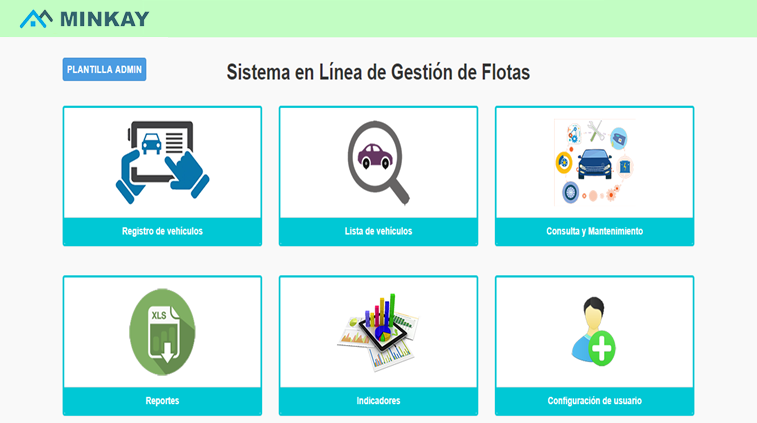 MINKAY
PLANTILLA ADMIN
Sistema en Línea de Gestión de Flotas
Registro de vehículos
Lista de vehículos
Consulta y Mantenimiento
XLS
Reportes
Indicadores
Configuración de usuario